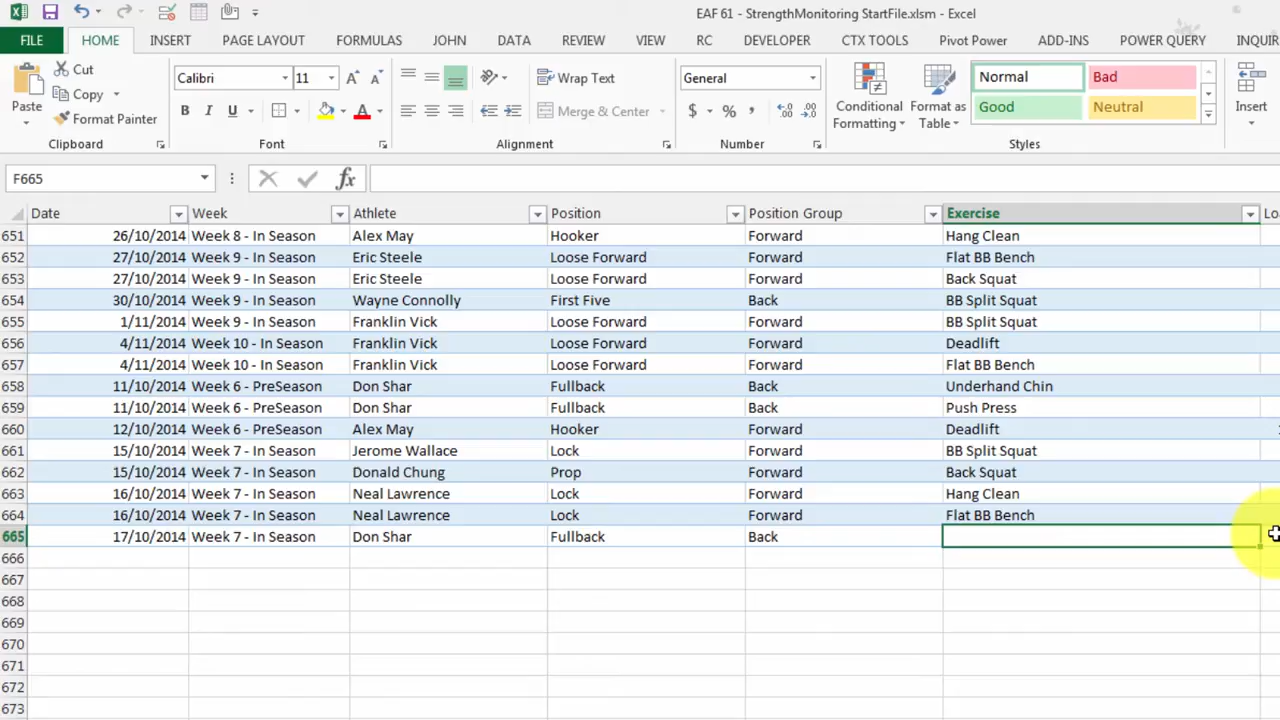 EAF 61 - StrengthMonitoring StartFile.xlsm - Excel
FILE HOME INSERT PAGE LAYOUT FORMULAS JOHN DATA REVIEW VIEW RC DEVELOPER CTX TOOLS Pivot Power ADD-INS POWER QUERY INQUIR
Paste
Cut
Copy
Format Painter
Clipboard
Calibri 11
B I U A
Font
Wrap Text
Merge & Center
Alignment
General
$ % ,
Number
Conditional Formatting
Format as Table
Normal Bad
Good Neutral
Styles
Insert
F665 fx
Date Week Athlete Position Position Group Exercise Loa
651 26/10/2014 Week 8 - In Season Alex May Hooker Forward Hang Clean
652 27/10/2014 Week 9 - In Season Eric Steele Loose Forward Forward Flat BB Bench
653 27/10/2014 Week 9 - In Season Eric Steele Loose Forward Forward Back Squat
654 30/10/2014 Week 9 - In Season Wayne Connolly First Five Back BB Split Squat
655 1/11/2014 Week 9 - In Season Franklin Vick Loose Forward Forward BB Split Squat
656 4/11/2014 Week 10 - In Season Franklin Vick Loose Forward Forward Deadlift
657 4/11/2014 Week 10 - In Season Franklin Vick Loose Forward Forward Flat BB Bench
658 11/10/2014 Week 6 - PreSeason Don Shar Fullback Back Underhand Chin
659 11/10/2014 Week 6 - PreSeason Don Shar Fullback Back Push Press
660 12/10/2014 Week 6 - PreSeason Alex May Hooker Forward Deadlift
661 15/10/2014 Week 7 - In Season Jerome Wallace Lock Forward BB Split Squat
662 15/10/2014 Week 7 - In Season Donald Chung Prop Forward Back Squat
663 16/10/2014 Week 7 - In Season Neal Lawrence Lock Forward Hang Clean
664 16/10/2014 Week 7 - In Season Neal Lawrence Lock Forward Flat BB Bench
665 17/10/2014 Week 7 - In Season Don Shar Fullback Back
666
667
668
669
670
671
672
673